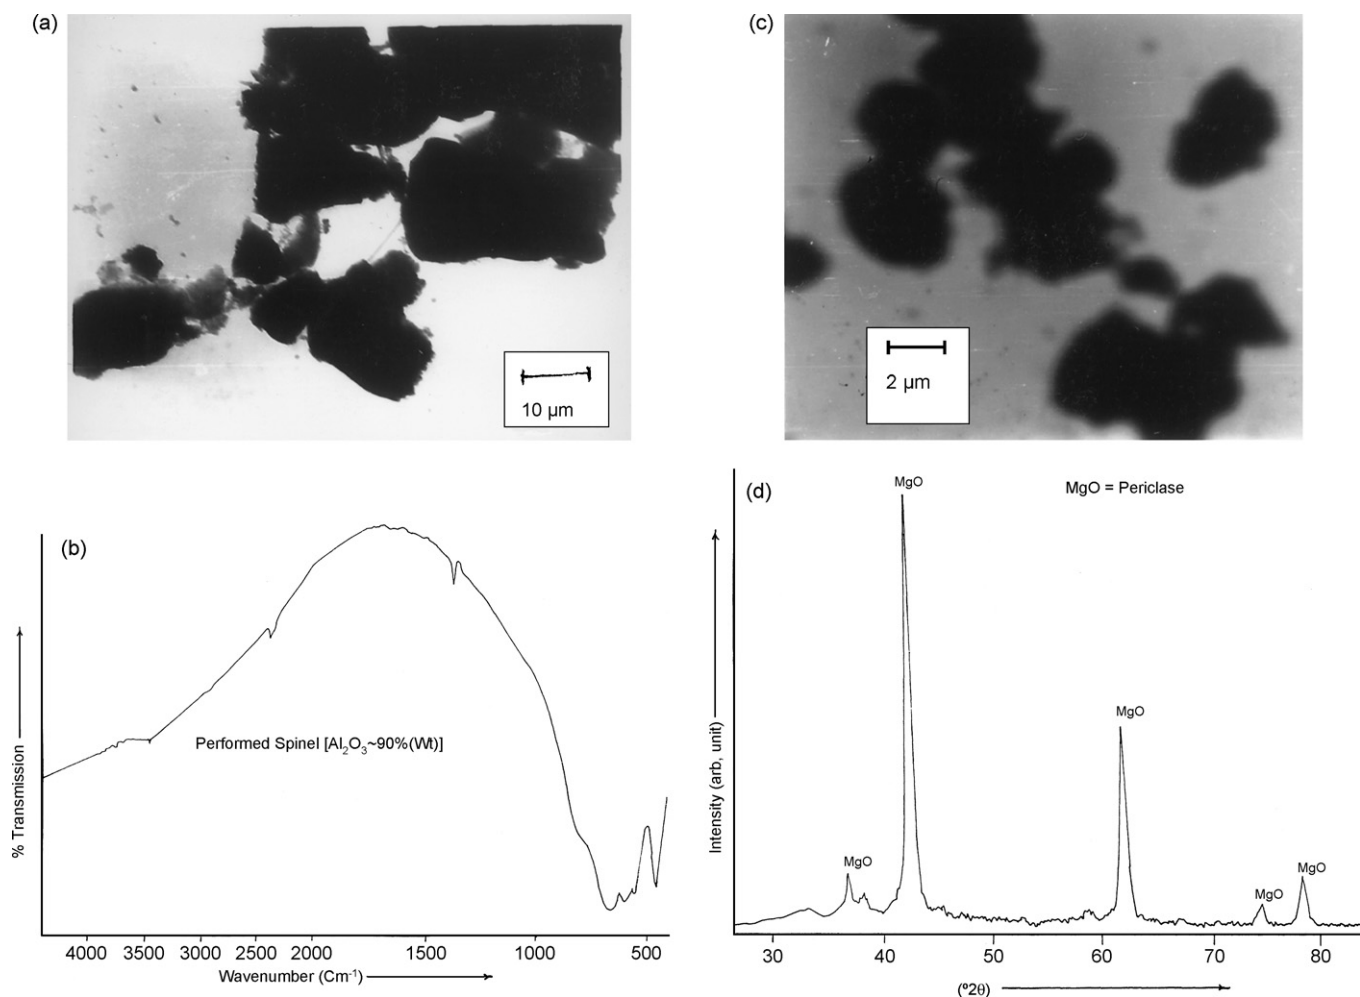 (a)
10 µm
(c)
2 µm
(b)
% Transmission
Performed Spinel [Al₂O₃~90%(Wt)]
4000 3500 3000 2500 2000 1500 1000 500
Wavenumber (Cm⁻¹)
(d)
MgO = Periclase
MgO
MgO
MgO
MgO
MgO
Intensity (arb, unit)
30 40 50 60 70 80
(º2θ)